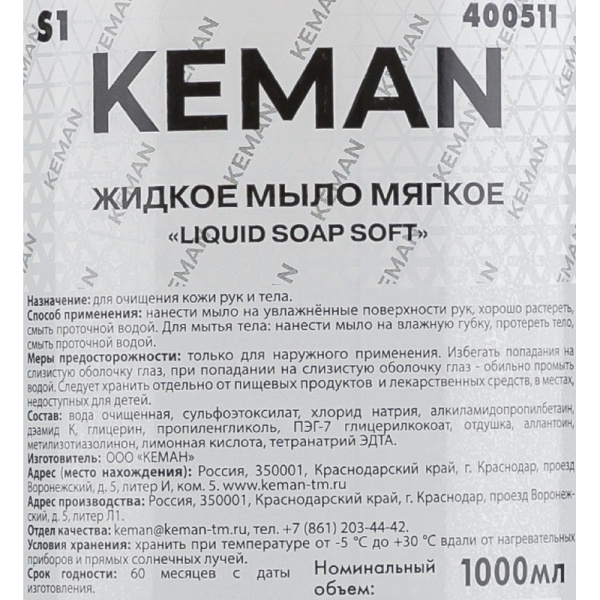 S1
400511
KEMAN
ЖИДКОЕ МЫЛО МЯГКОЕ
«LIQUID SOAP SOFT»
Назначение: для очищения кожи рук и тела.
Способ применения: нанести мыло на увлажнённые поверхности рук, хорошо растереть,
смыть проточной водой. Для мытья тела: нанести мыло на влажную губку, протереть тело,
смыть проточной водой.
Меры предосторожности: только для наружного применения. Избегать попадания на
слизистую оболочку глаз, при попадании на слизистую оболочку глаз - обильно промыть
водой. Следует хранить отдельно от пищевых продуктов и лекарственных средств, в местах,
недоступных для детей.
Состав: вода очищенная, сульфоэтоксилат, хлорид натрия, алкиламидопропилбетаин,
дэамид К, глицерин, пропиленгликоль, ПЭГ-7 глицерилкокоат, отдушка, аллантоин,
метилизотиазолинон, лимонная кислота, тетранатрий ЭДТА.
Изготовитель: ООО «КЕМАН»
Адрес (место нахождения): Россия, 350001, Краснодарский край, г. Краснодар, проезд
Воронежский, д. 5, литер И, ком. 5. www.keman-tm.ru
Адрес производства: Россия, 350001, Краснодарский край, г. Краснодар, проезд Воронеж-
ский, д. 5, литер Л1.
Отдел качества: keman@keman-tm.ru, тел. +7 (861) 203-44-42.
Условия хранения: хранить при температуре от -5 °С до +30 °С вдали от нагревательных
приборов и прямых солнечных лучей.
Срок годности: 60 месяцев с даты
изготовления.
Номинальный
объем:
1000мл